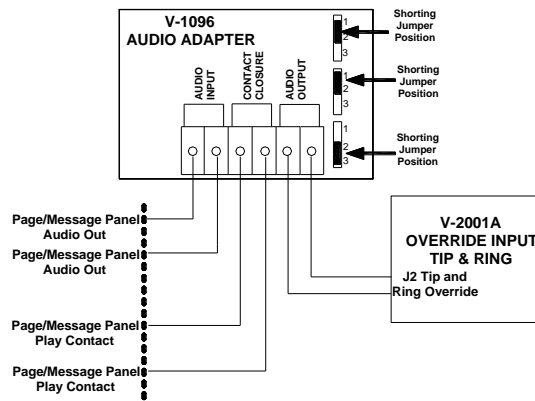 V-1096
AUDIO ADAPTER
AUDIO
INPUT
CONTACT
CLOSURE
AUDIO
OUTPUT
1
2
3
1
2
3
1
2
3
Shorting
Jumper
Position
Shorting
Jumper
Position
Shorting
Jumper
Position
Page/Message Panel
Audio Out
Page/Message Panel
Audio Out
Page/Message Panel
Play Contact
Page/Message Panel
Play Contact
V-2001A
OVERRIDE INPUT
TIP & RING
J2 Tip and
Ring Override